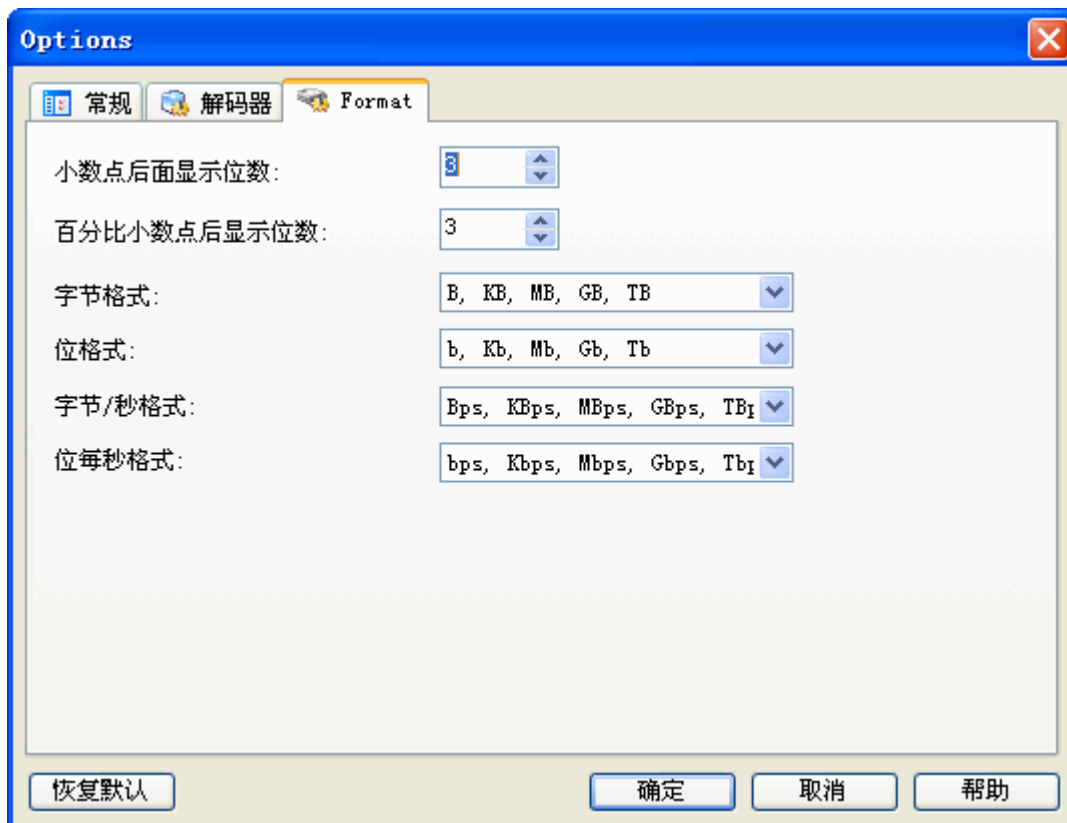 Options
常规 解码器 Format
小数点后面显示位数: 3
百分比小数点后显示位数: 3
字节格式: B, KB, MB, GB, TB
位格式: b, Kb, Mb, Gb, Tb
字节/秒格式: Bps, KBps, MBps, GBps,
位每秒格式: bps, Kbps, Mbps, Gbps,
恢复默认 确定 取消 帮助